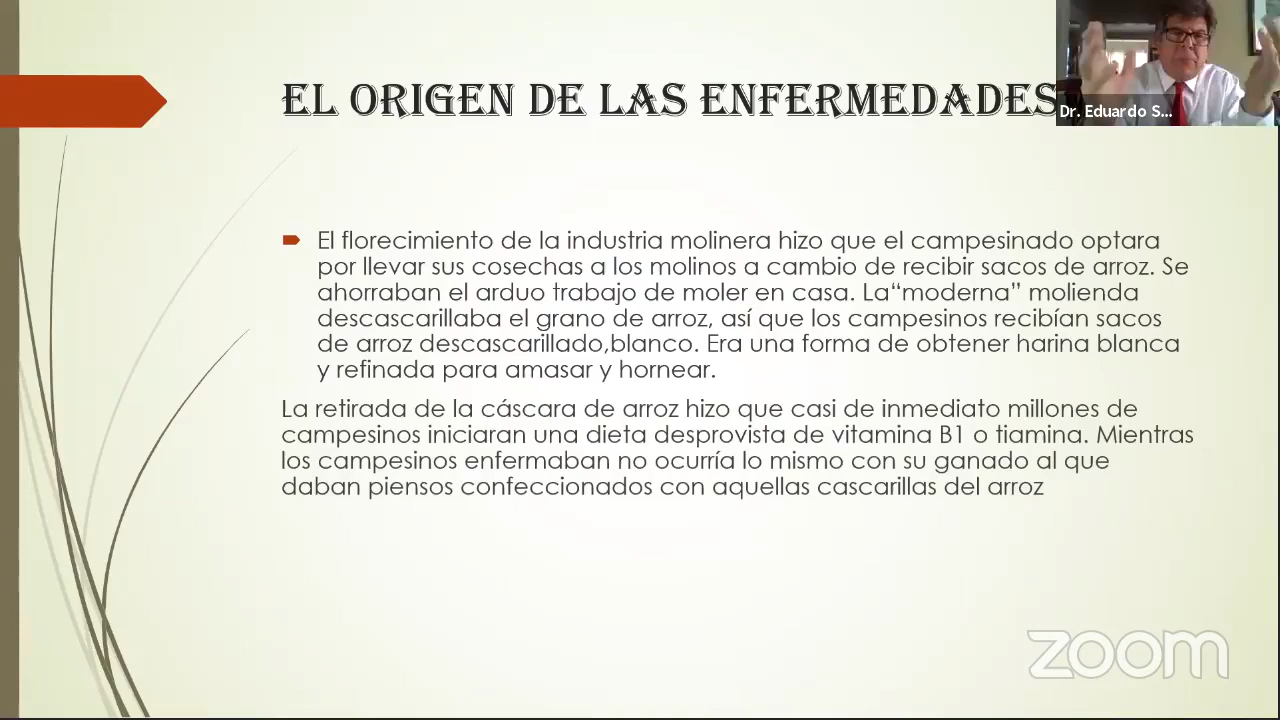 EL ORIGEN DE LAS ENFERMEDADES
Dr. Eduardo S...
El florecimiento de la industria molinera hizo que el campesinado optara
por llevar sus cosechas a los molinos a cambio de recibir sacos de arroz. Se
ahorraban el arduo trabajo de moler en casa. La“moderna” molienda
descascarillaba el grano de arroz, así que los campesinos recibían sacos
de arroz descascarillado,blanco. Era una forma de obtener harina blanca
y refinada para amasar y hornear.
La retirada de la cáscara de arroz hizo que casi de inmediato millones de
campesinos iniciaran una dieta desprovista de vitamina B1 o tiamina. Mientras
los campesinos enfermaban no ocurría lo mismo con su ganado al que
daban piensos confeccionados con aquellas cascarillas del arroz
zoom